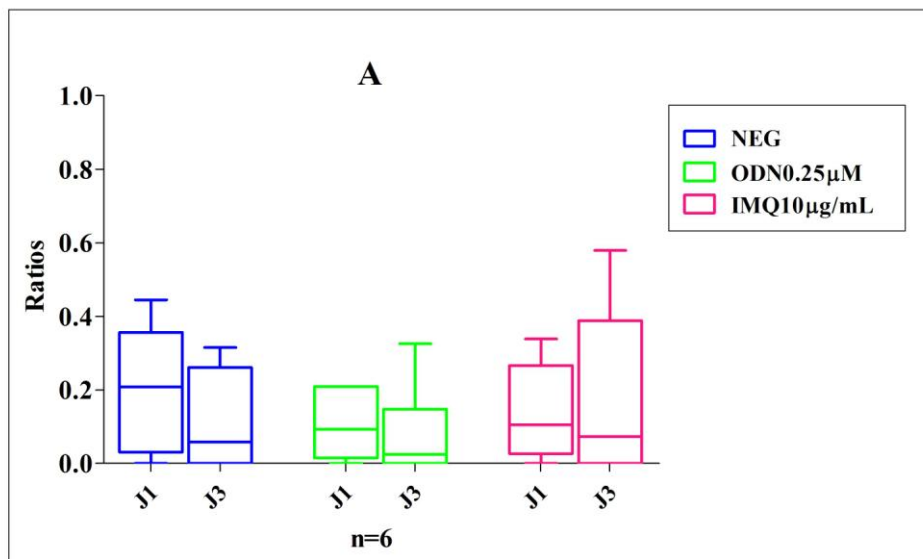 A
1.0
0.8
0.6
0.4
0.2
0.0
Ratios
J1
J3
J1
J3
J1
J3
n=6
NEG
ODN0.25μM
IMQ10μg/mL